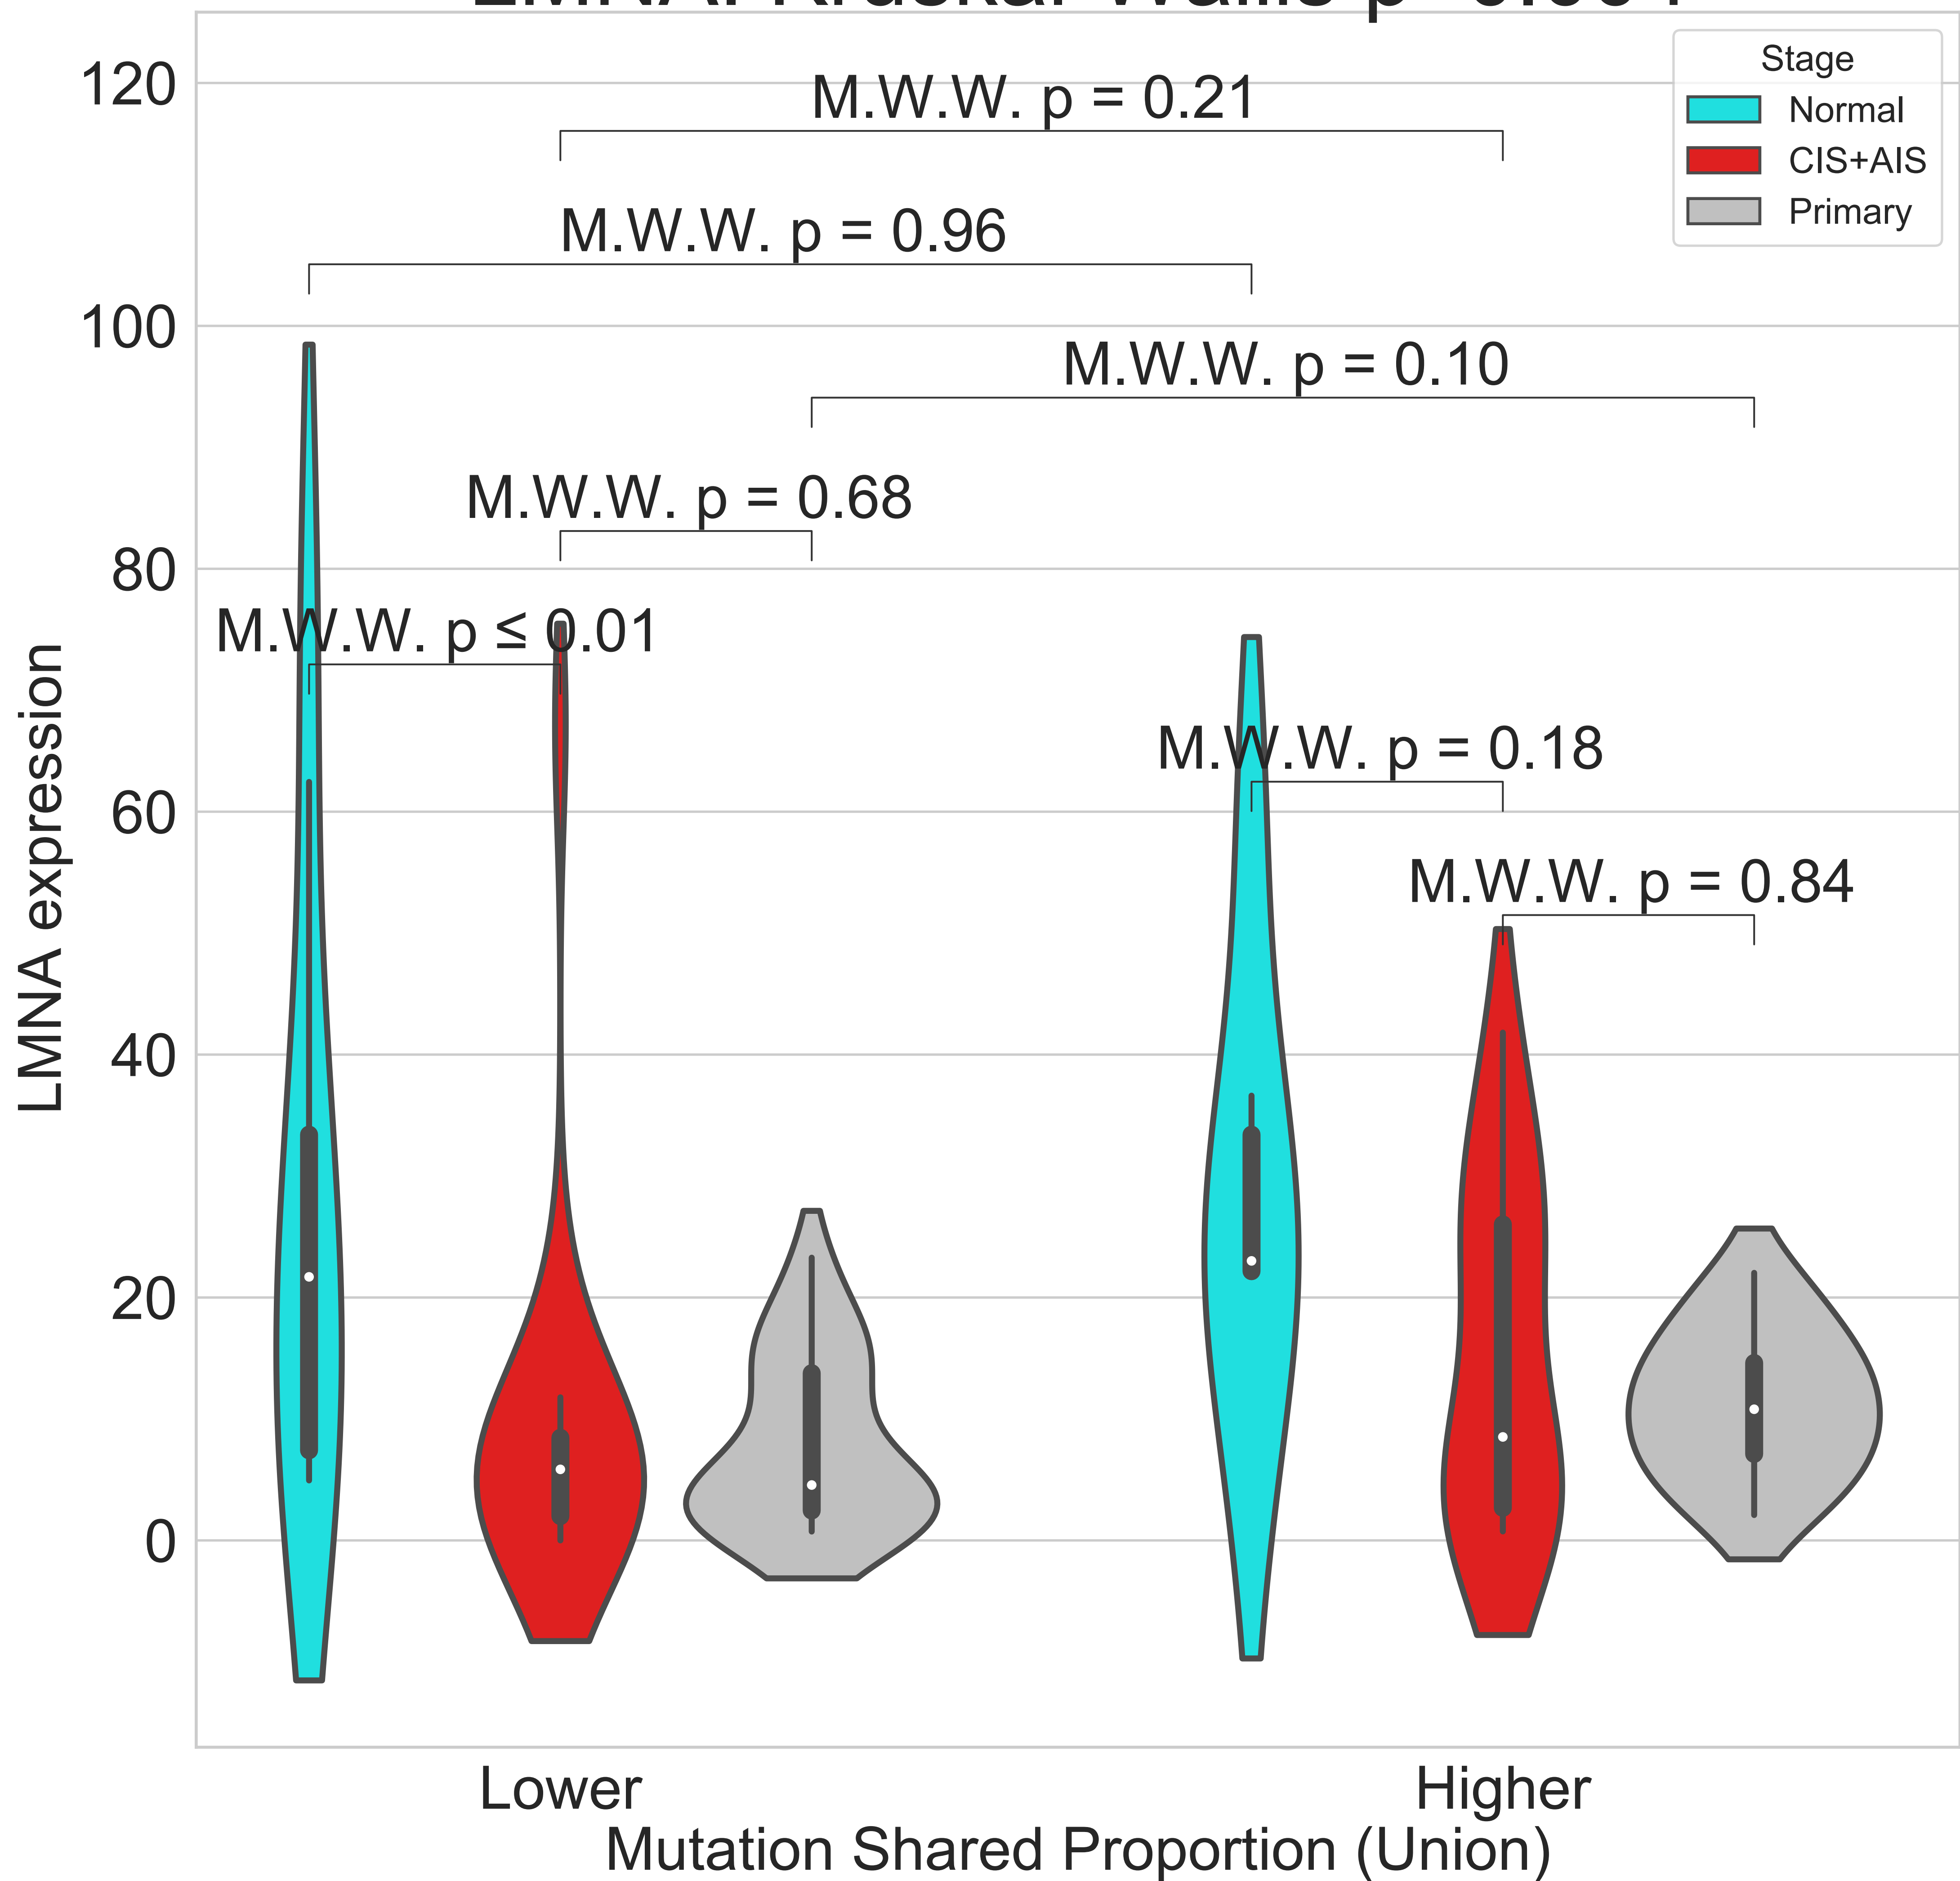 Stage
Normal
CIS+AIS
Primary
M.W.W. p = 0.21
M.W.W. p = 0.96
M.W.W. p = 0.10
M.W.W. p = 0.68
M.W.W. p ≤ 0.01
M.W.W. p = 0.18
M.W.W. p = 0.84
120
100
80
60
40
20
0
LMNA expression
Lower
Higher
Mutation Shared Proportion (Union)